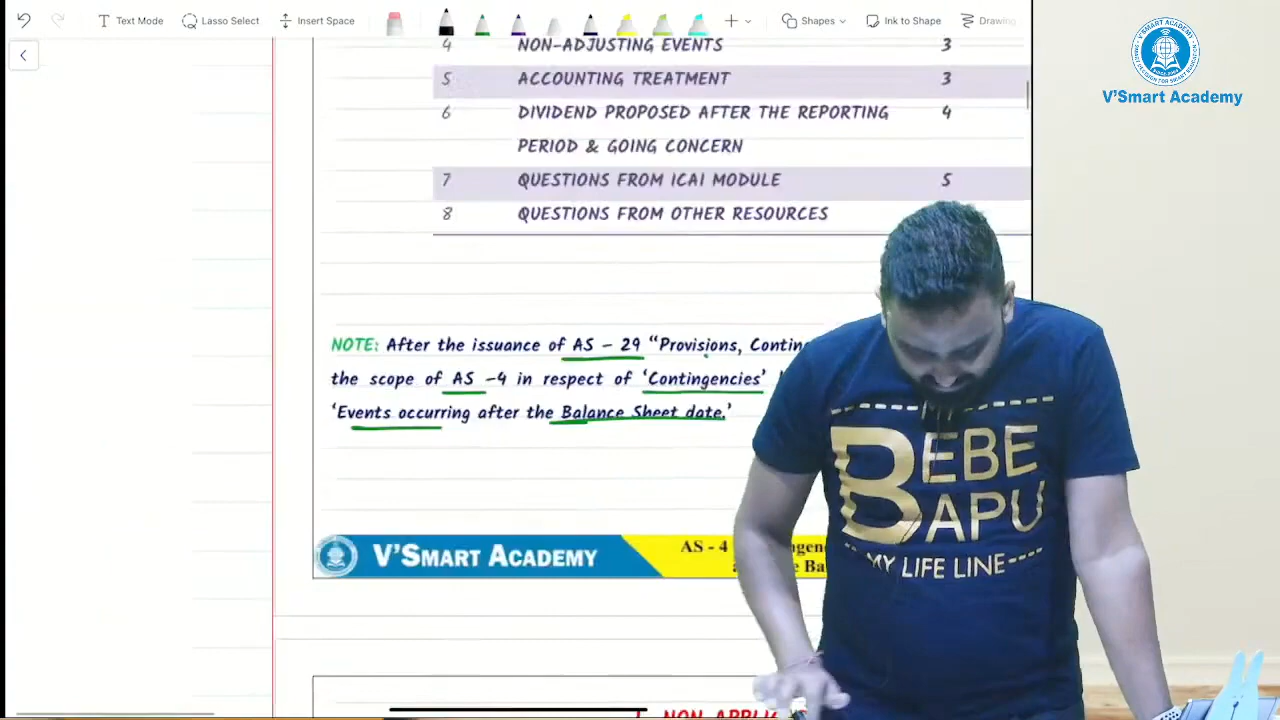 Text Mode Lasso Select Insert Space Shapes Ink to Shape Drawing
V'SMART ACADEMY
V'Smart Academy
4 NON-ADJUSTING EVENTS 3
5 ACCOUNTING TREATMENT 3
6 DIVIDEND PROPOSED AFTER THE REPORTING 4
PERIOD & GOING CONCERN
7 QUESTIONS FROM ICAI MODULE 5
8 QUESTIONS FROM OTHER RESOURCES
NOTE: After the issuance of AS - 29 "Provisions,
the scope of AS -4 in respect of 'Contingencies'
'Events occurring after the Balance Sheet date.'
BEBE
BAPU
MY LIFE LINE
V'SMART ACADEMY
AS - 4